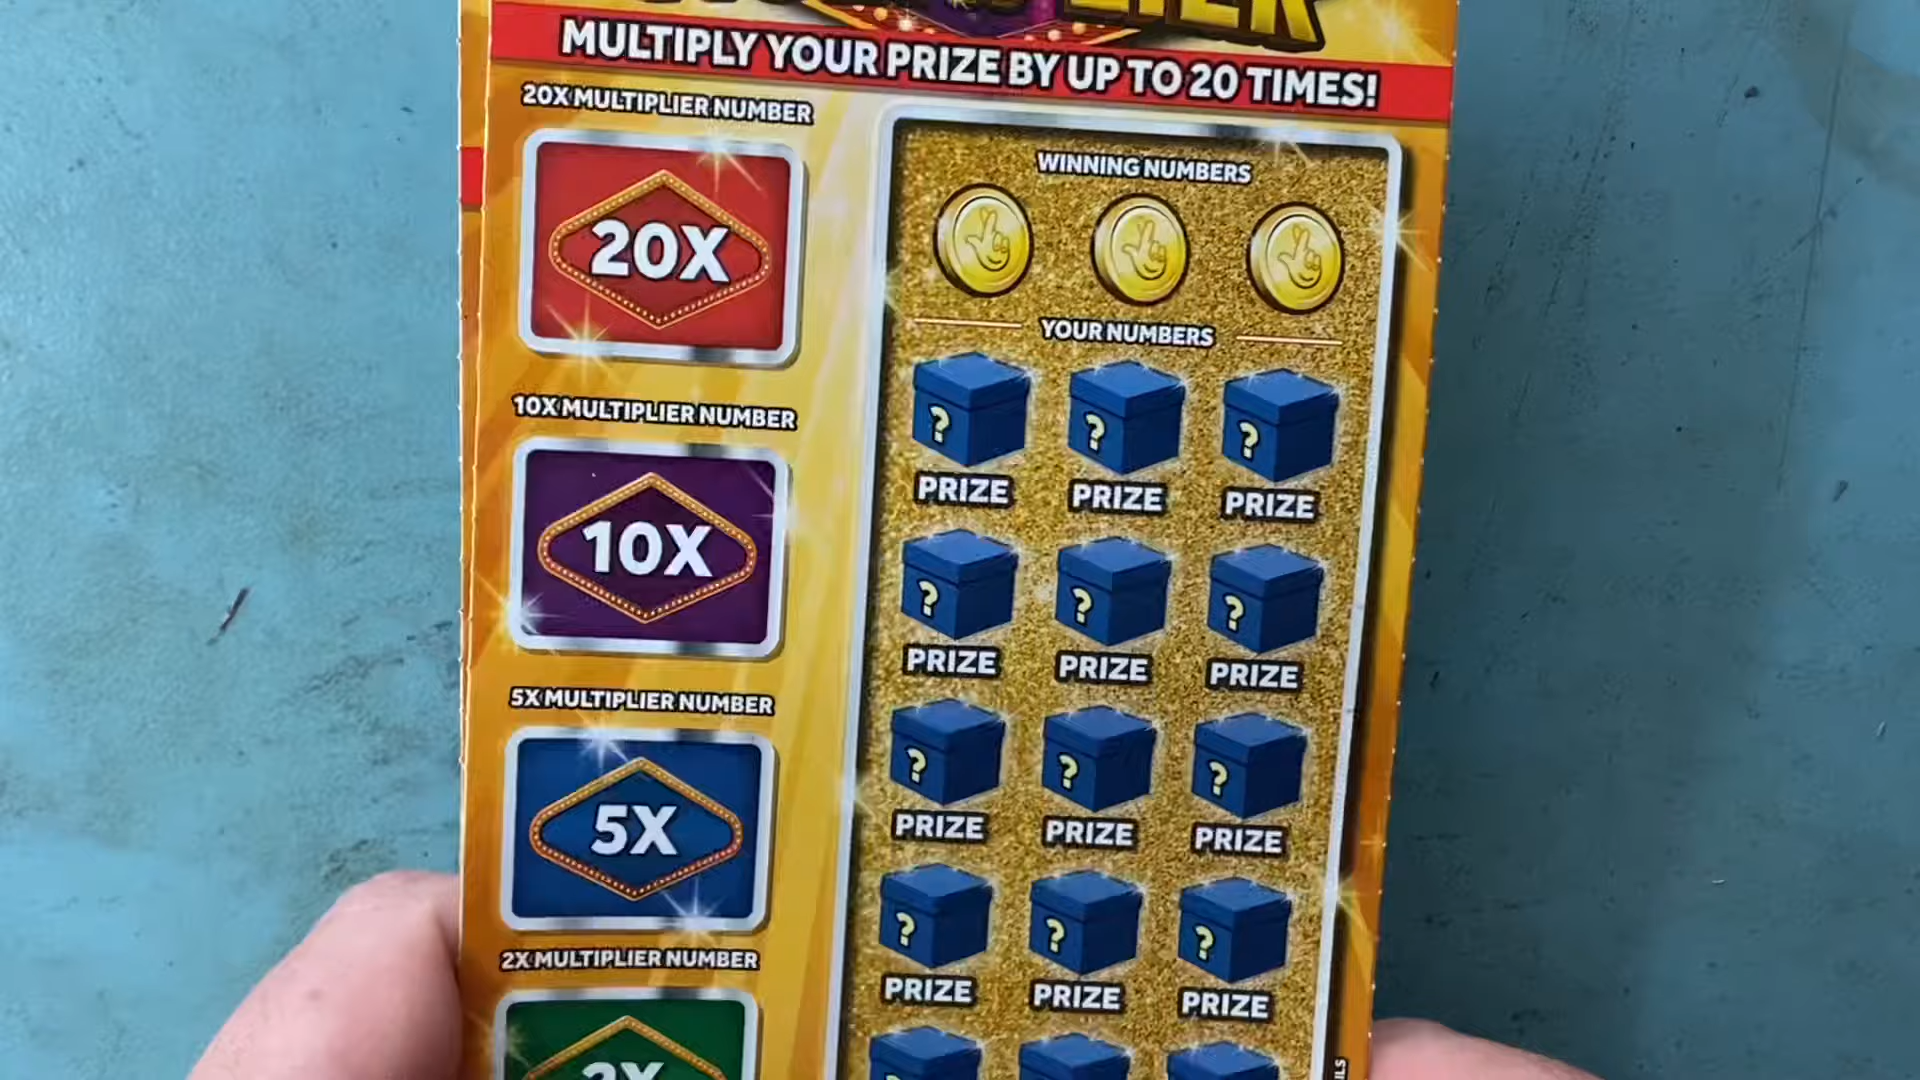 MULTIPLY YOUR PRIZE BY UP TO 20 TIMES!
20X MULTIPLIER NUMBER
20X
10X MULTIPLIER NUMBER
10X
5X MULTIPLIER NUMBER
5X
2X MULTIPLIER NUMBER
2X
WINNING NUMBERS
YOUR NUMBERS
? ? ?
PRIZE PRIZE PRIZE
? ? ?
PRIZE PRIZE PRIZE
? ? ?
PRIZE PRIZE PRIZE
? ? ?
PRIZE PRIZE PRIZE